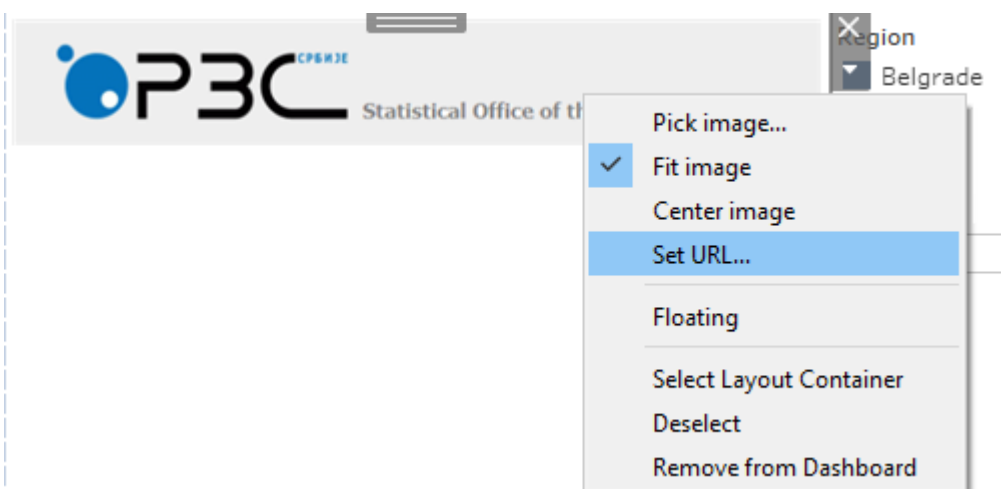 Region
Belgrade
РЗС СРБИЈЕ
Statistical Office of th
Pick image...
Fit image
Center image
Set URL...
Floating
Select Layout Container
Deselect
Remove from Dashboard